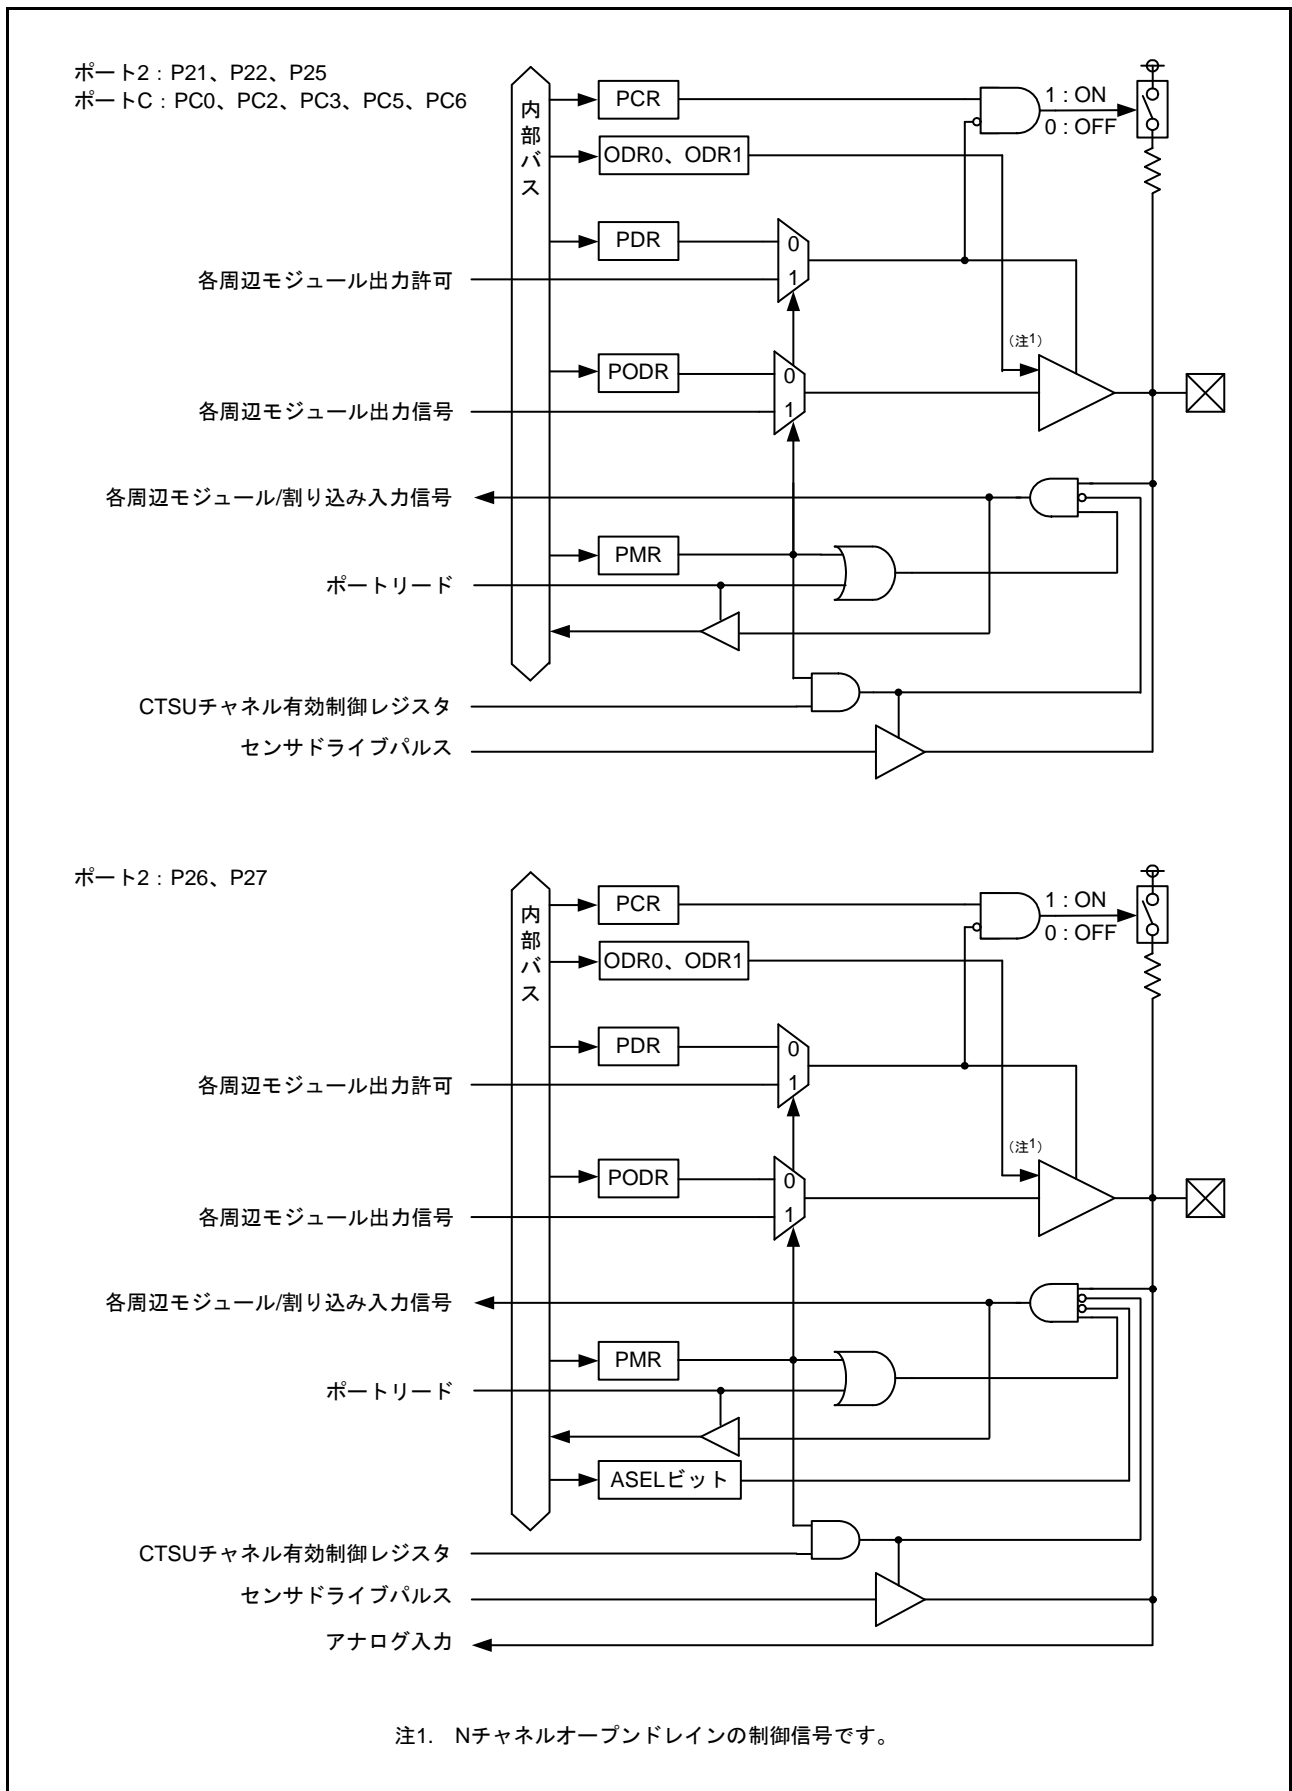 ポート2：P21、P22、P25
ポートC：PC0、PC2、PC3、PC5、PC6
内部バス
PCR
1 : ON
0 : OFF
ODR0、ODR1
PDR
0
各周辺モジュール出力許可
1
(注1)
PODR
0
各周辺モジュール出力信号
1
各周辺モジュール/割り込み入力信号
PMR
ポートリード
CTSUチャネル有効制御レジスタ
センサドライブパルス
ポート2：P26、P27
内部バス
PCR
1 : ON
0 : OFF
ODR0、ODR1
PDR
0
各周辺モジュール出力許可
1
(注1)
PODR
0
各周辺モジュール出力信号
1
各周辺モジュール/割り込み入力信号
PMR
ポートリード
ASELビット
CTSUチャネル有効制御レジスタ
センサドライブパルス
アナログ入力
注1. Nチャネルオープンドレインの制御信号です。